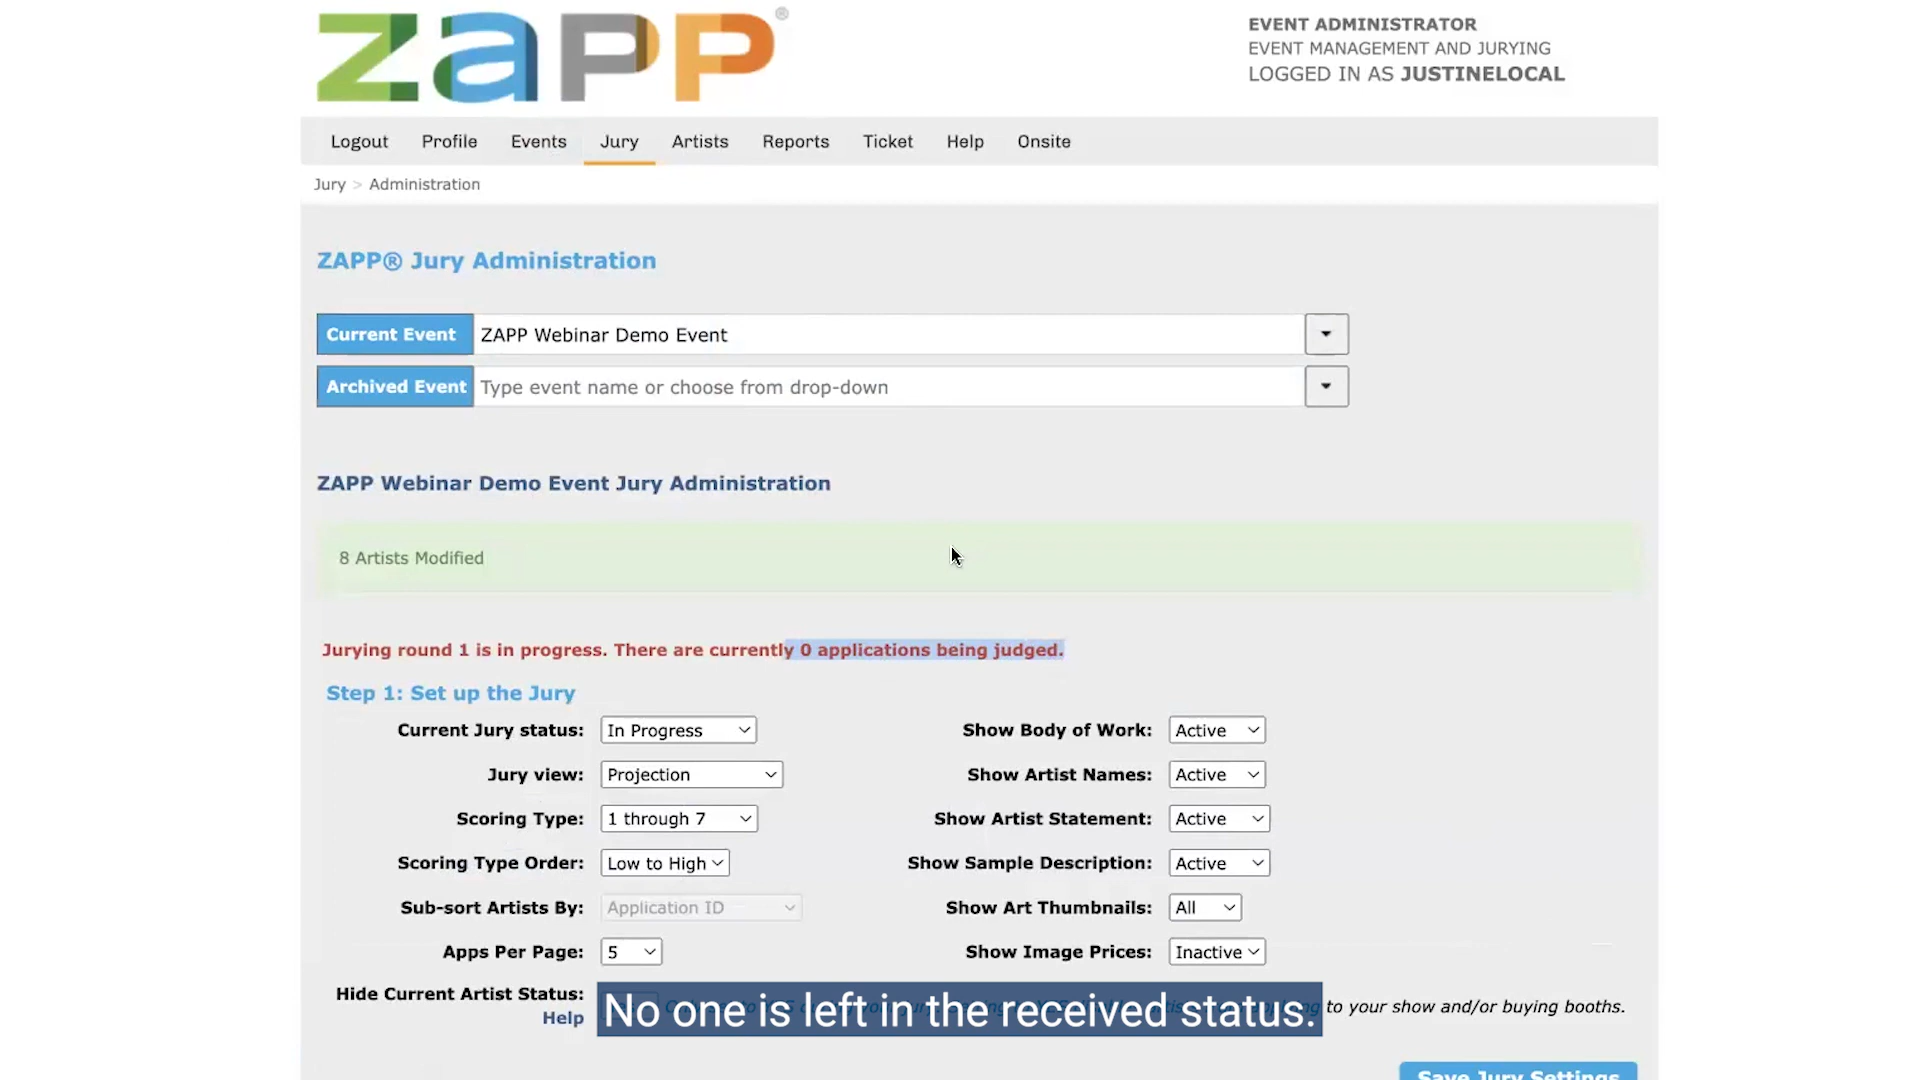 zapp®
EVENT ADMINISTRATOR
EVENT MANAGEMENT AND JURYING
LOGGED IN AS JUSTINELOCAL
Logout Profile Events Jury Artists Reports Ticket Help Onsite
Jury > Administration
ZAPP® Jury Administration
Current Event ZAPP Webinar Demo Event
Archived Event Type event name or choose from drop-down
ZAPP Webinar Demo Event Jury Administration
8 Artists Modified
Jurying round 1 is in progress. There are currently 0 applications being judged.
Step 1: Set up the Jury
Current Jury status: In Progress Show Body of Work: Active
Jury view: Projection Show Artist Names: Active
Scoring Type: 1 through 7 Show Artist Statement: Active
Scoring Type Order: Low to High Show Sample Description: Active
Sub-sort Artists By: Application ID Show Art Thumbnails: All
Apps Per Page: 5 Show Image Prices: Inactive
Hide Current Artist Status: to your show and/or buying booths.
Help
No one is left in the received status.
Save Jury Settings